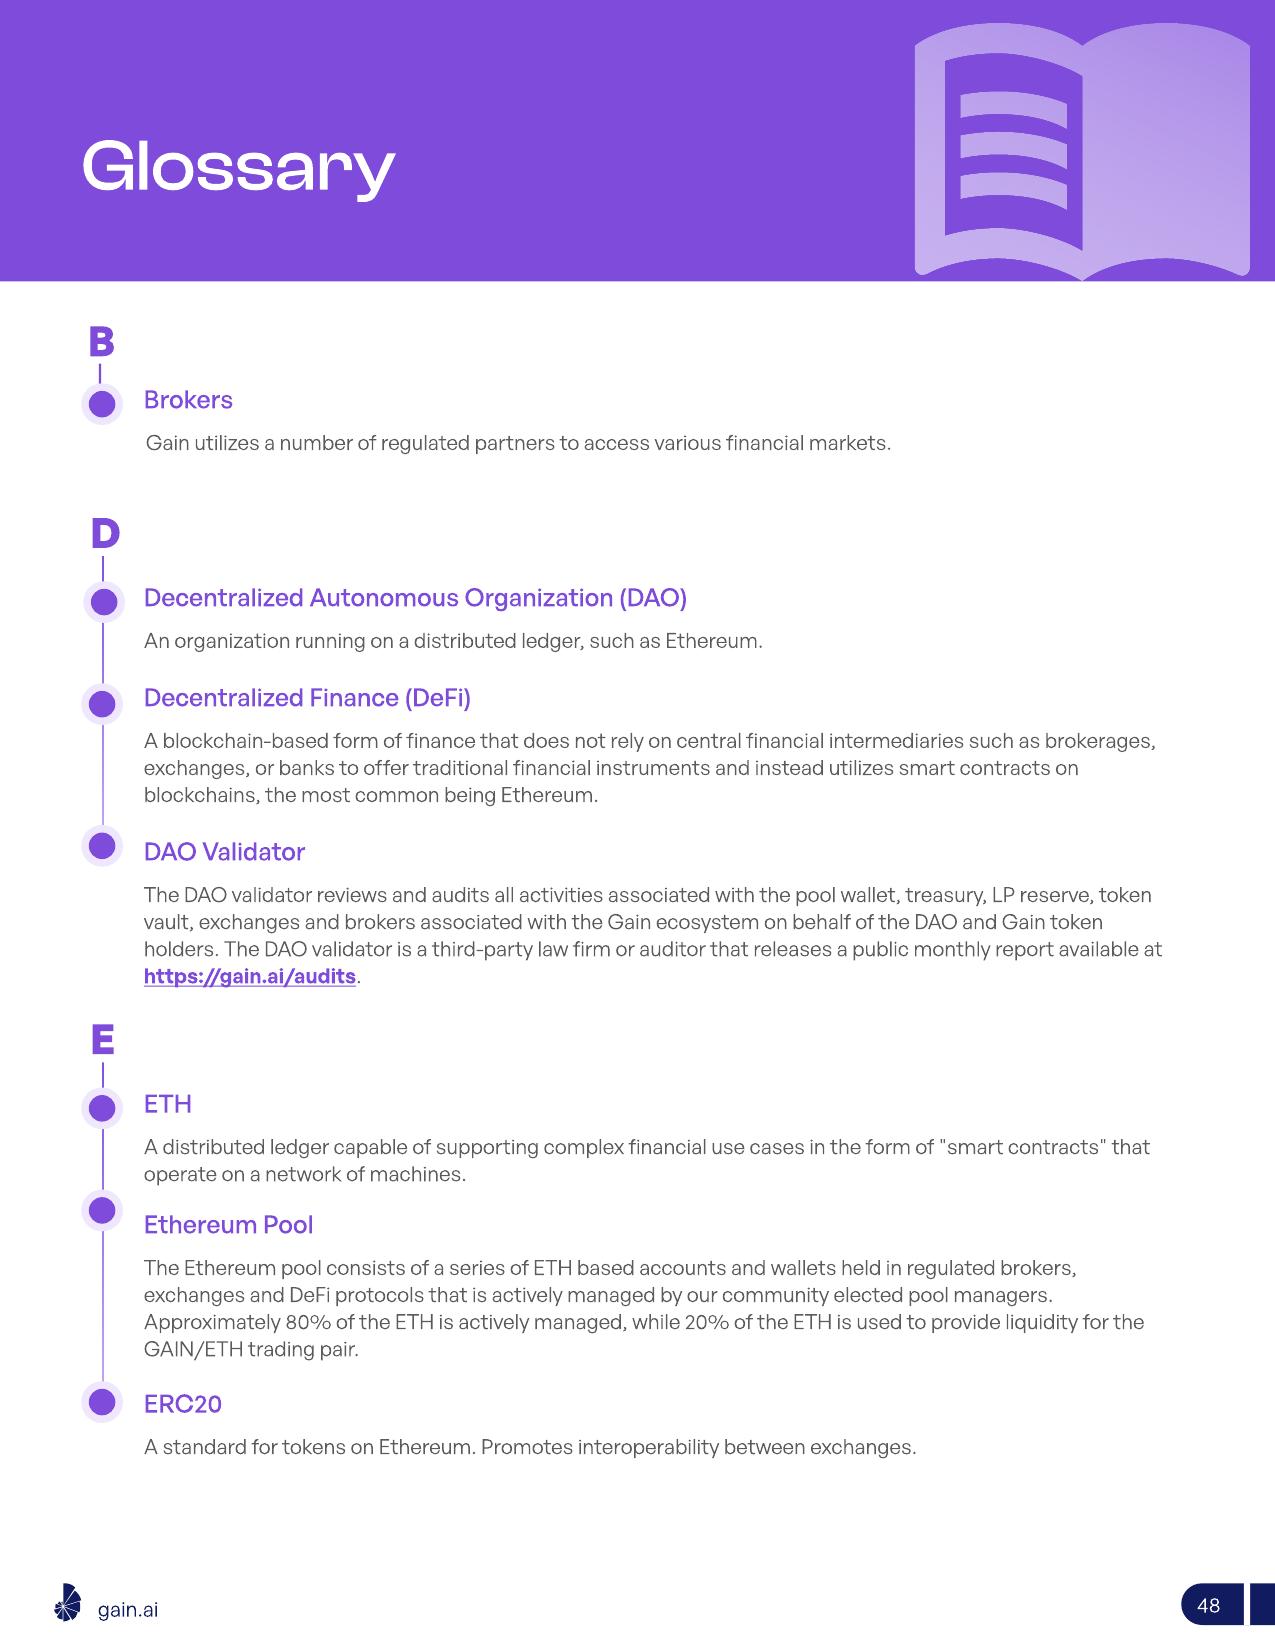 Glossary
B
Brokers
Gain utilizes a number of regulated partners to access various financial markets.
D
Decentralized Autonomous Organization (DAO)
An organization running on a distributed ledger, such as Ethereum.
Decentralized Finance (DeFi)
A blockchain-based form of finance that does not rely on central financial intermediaries such as brokerages,
exchanges, or banks to offer traditional financial instruments and instead utilizes smart contracts on
blockchains, the most common being Ethereum.
DAO Validator
The DAO validator reviews and audits all activities associated with the pool wallet, treasury, LP reserve, token
vault, exchanges and brokers associated with the Gain ecosystem on behalf of the DAO and Gain token
holders. The DAO validator is a third-party law firm or auditor that releases a public monthly report available at
https://gain.ai/audits.
E
ETH
A distributed ledger capable of supporting complex financial use cases in the form of "smart contracts" that
operate on a network of machines.
Ethereum Pool
The Ethereum pool consists of a series of ETH based accounts and wallets held in regulated brokers,
exchanges and DeFi protocols that is actively managed by our community elected pool managers.
Approximately 80% of the ETH is actively managed, while 20% of the ETH is used to provide liquidity for the
GAIN/ETH trading pair.
ERC20
A standard for tokens on Ethereum. Promotes interoperability between exchanges.
gain.ai
48